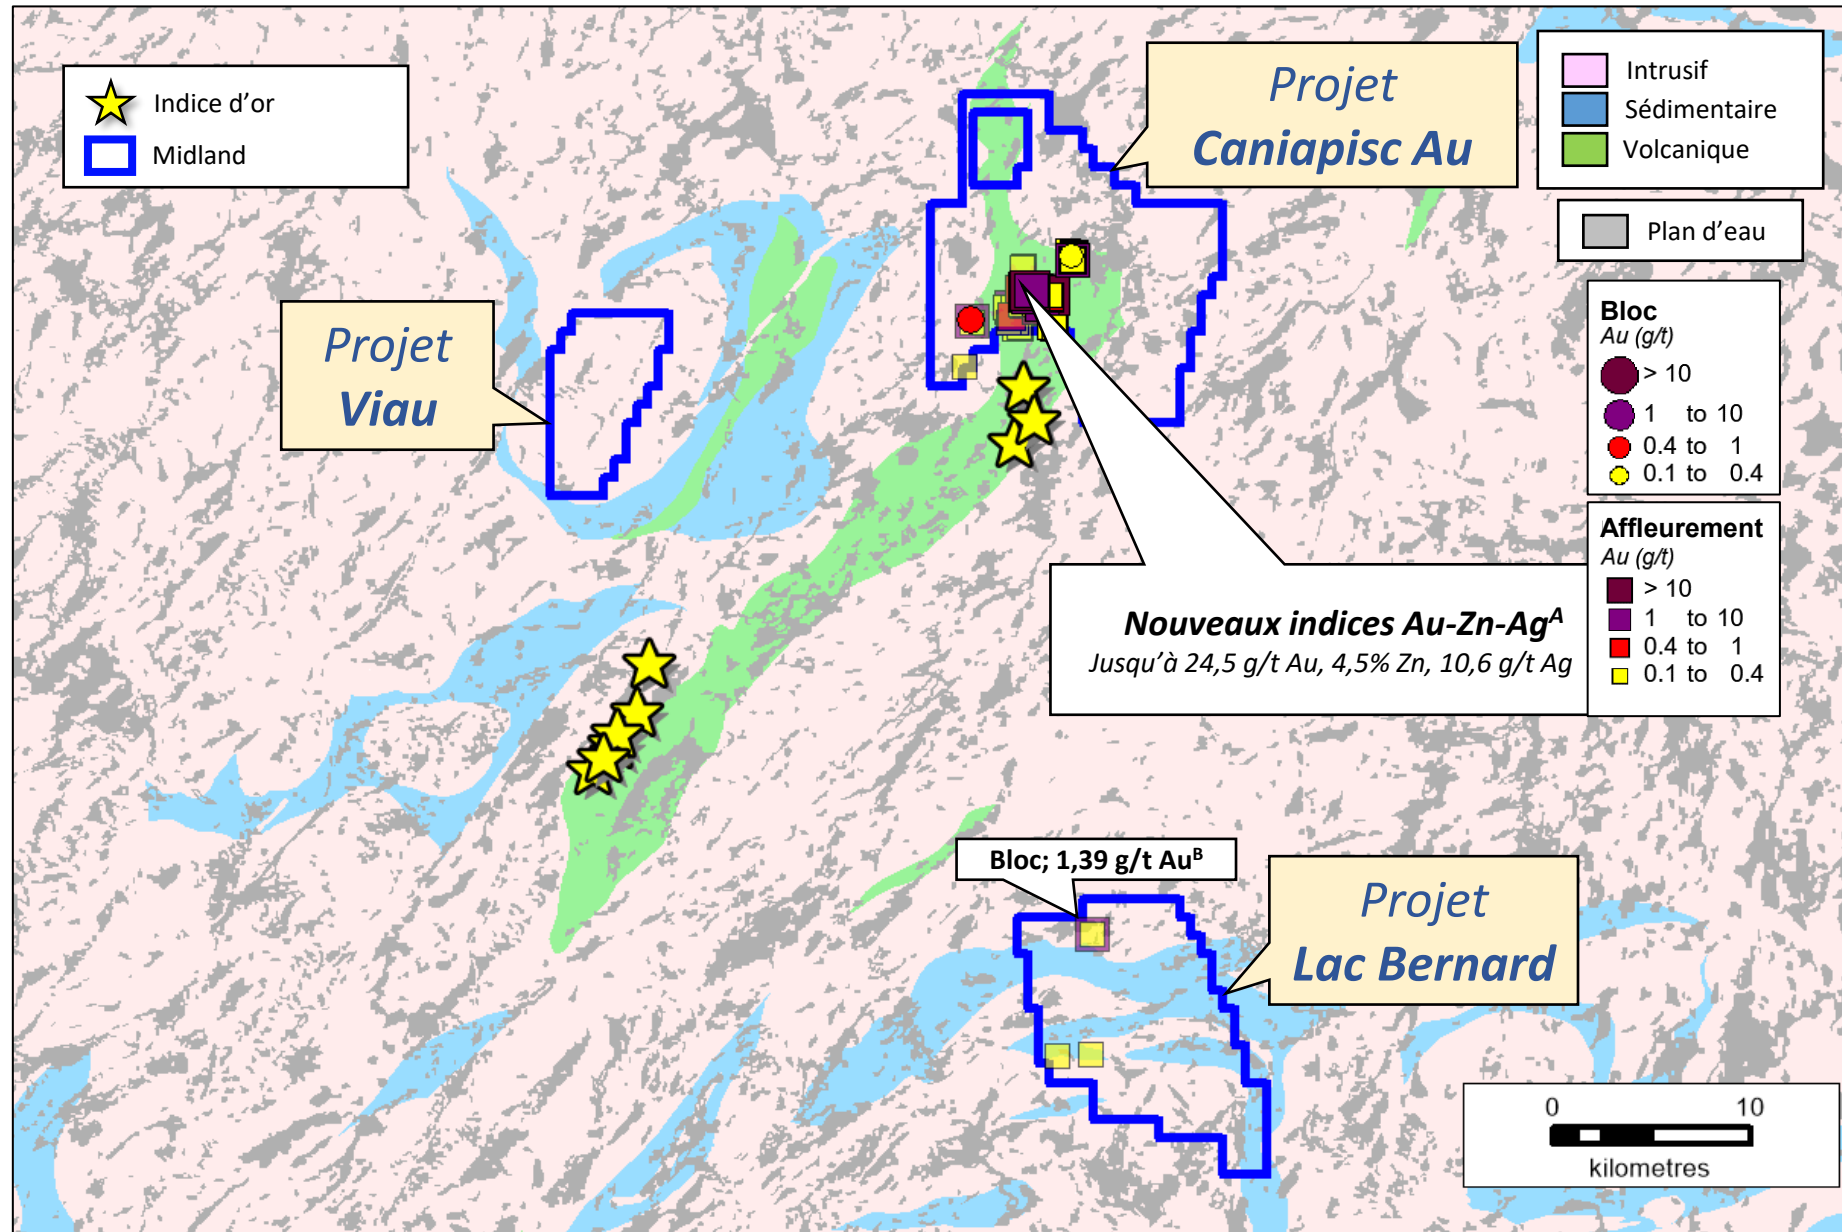 Indice d’or
Midland
Projet
Caniapisc Au
Intrusif
Sédimentaire
Volcanique
Plan d’eau
Bloc
Au (g/t)
> 10
1 to 10
0.4 to 1
0.1 to 0.4
Projet
Viau
Affleurement
Au (g/t)
> 10
1 to 10
0.4 to 1
0.1 to 0.4
Nouveaux indices Au-Zn-Agᴬ
Jusqu’à 24,5 g/t Au, 4,5% Zn, 10,6 g/t Ag
Bloc; 1,39 g/t Auᴮ
Projet
Lac Bernard
0 10
kilometres